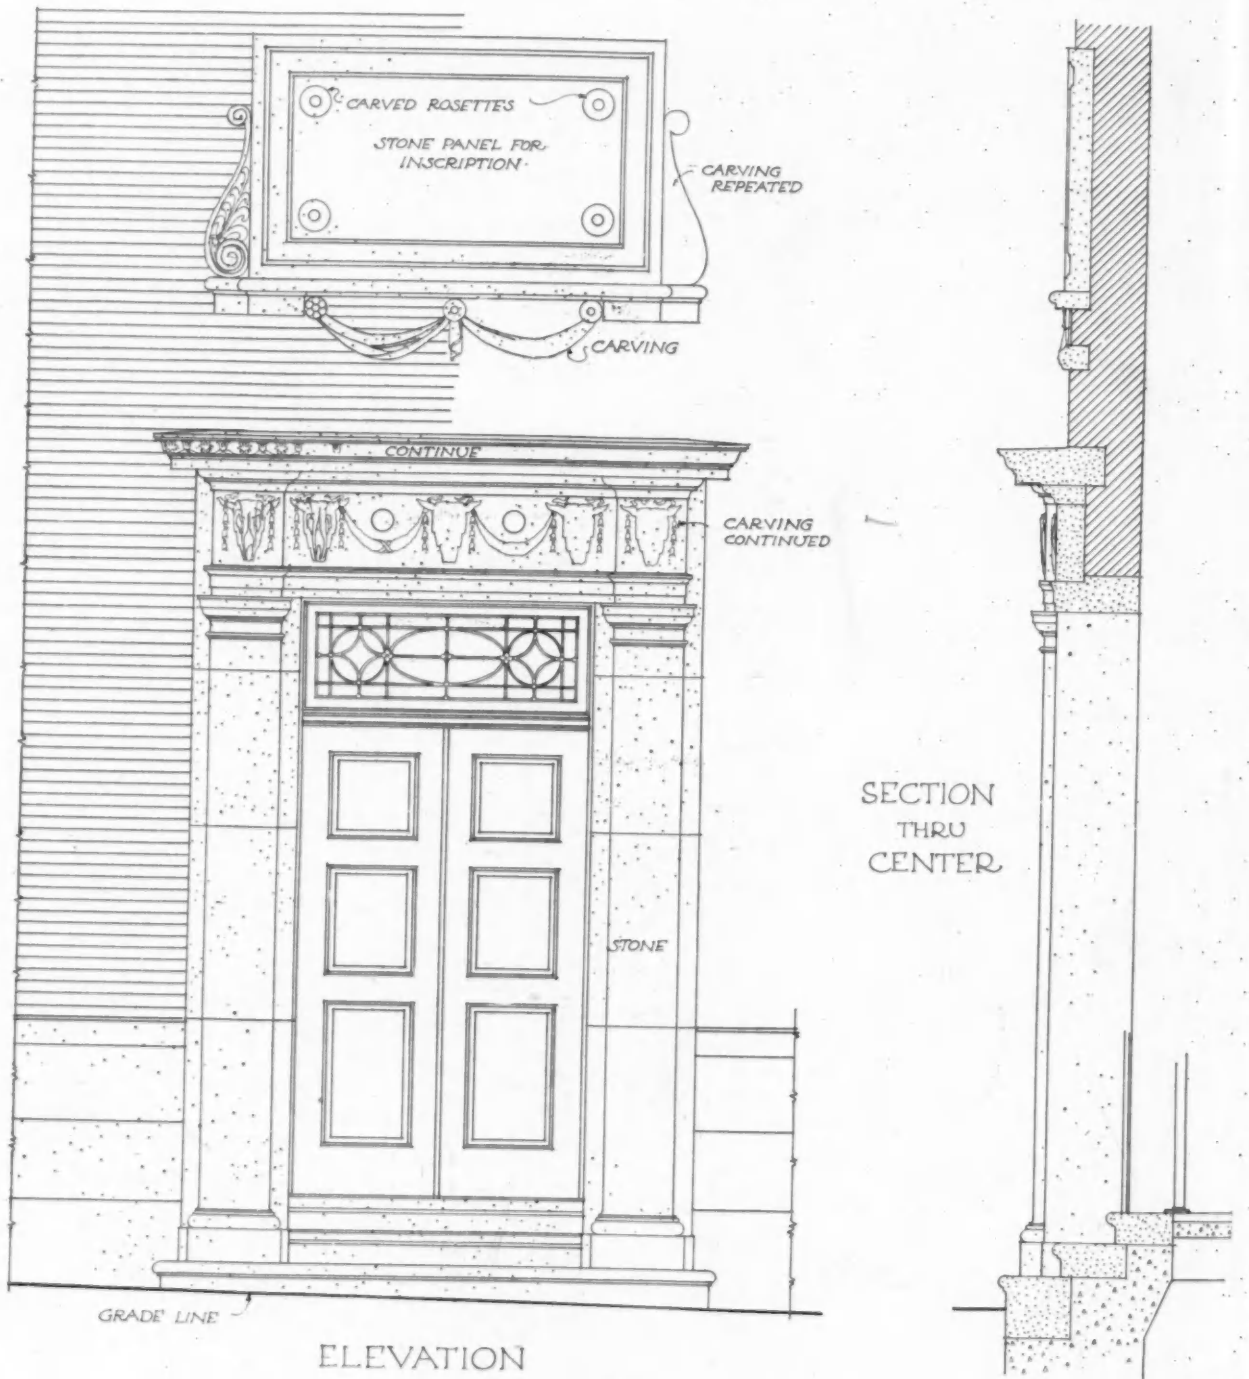 CARVED ROSETTES
STONE PANEL FOR
INSCRIPTION.
CARVING
REPEATED
CARVING
CONTINUE
CARVING
CONTINUED
SECTION
THRU
CENTER
STONE
GRADE LINE
ELEVATION